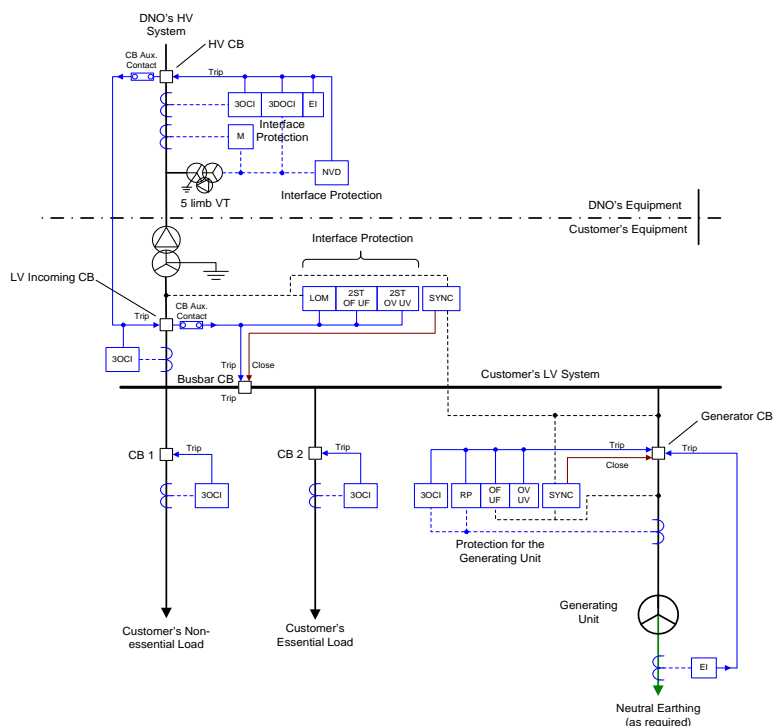 DNO's HV
System
HV CB
CB Aux.
Contact
Trip
3OCI
3DOCI
EI
Interface
Protection
M
NVD
5 limb VT
Interface Protection
DNO's Equipment
Customer's Equipment
Interface Protection
LV Incoming CB
LOM
2ST
OF UF
2ST
OV UV
SYNC
CB Aux.
Contact
Trip
3OCI
Trip
Close
Busbar CB
Trip
Customer's LV System
Generator CB
CB 1
Trip
3OCI
CB 2
Trip
3OCI
Trip
Close
Trip
3OCI
RP
OF
UF
OV
UV
SYNC
Protection for the
Generating Unit
Generating
Unit
Customer's Non-
essential Load
Customer's
Essential Load
EI
Neutral Earthing
(as required)